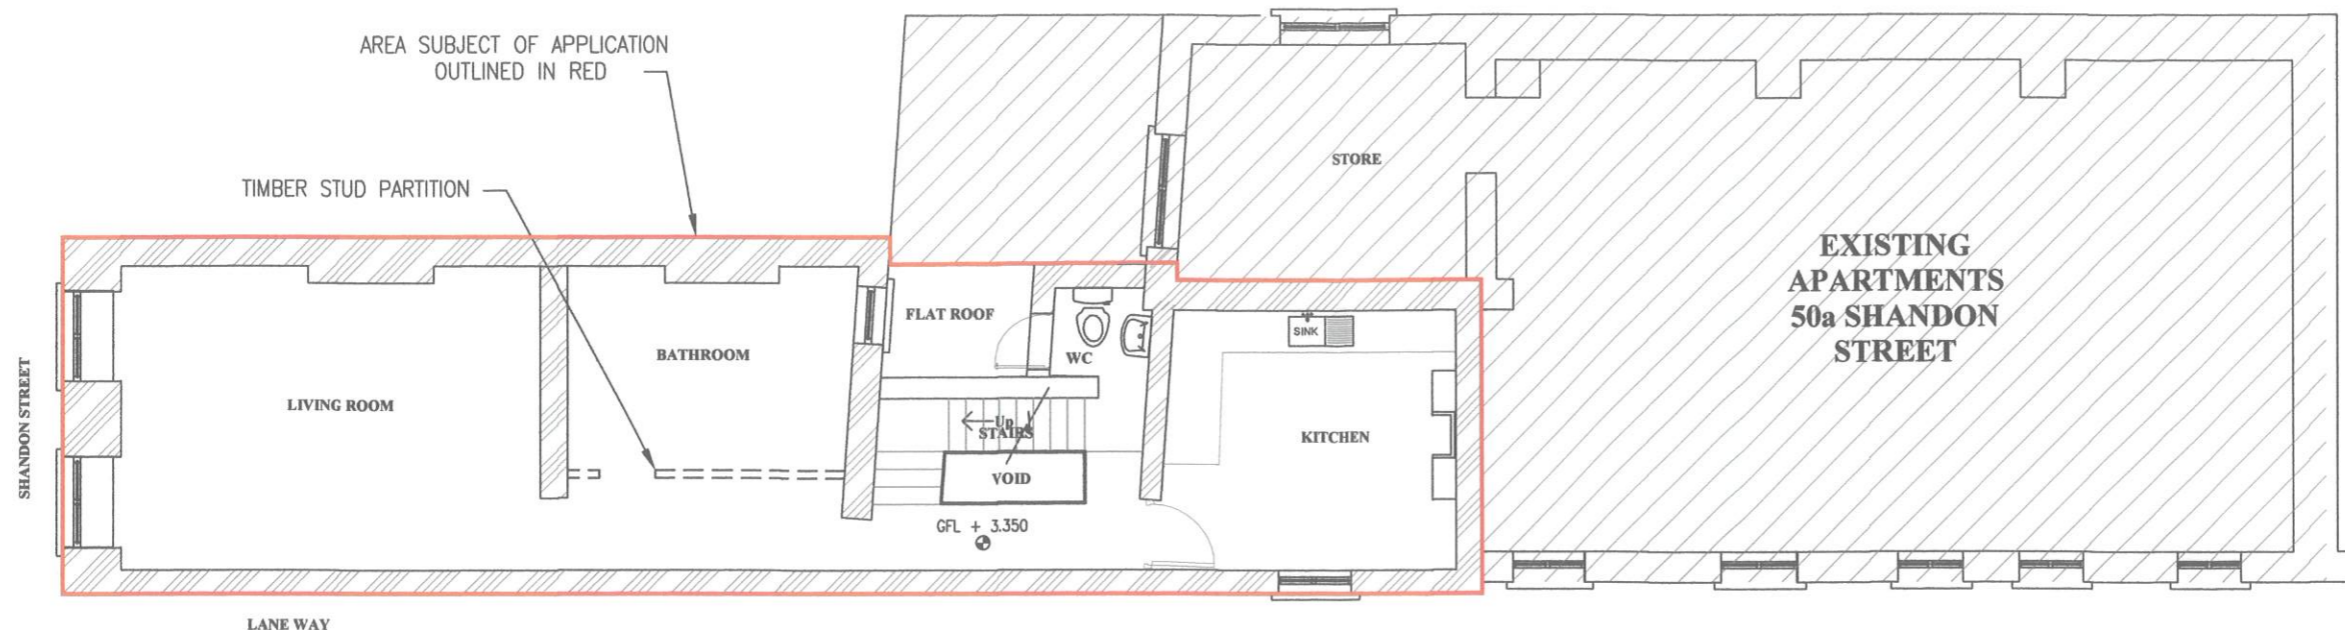 AREA SUBJECT OF APPLICATION
OUTLINED IN RED
TIMBER STUD PARTITION
STORE
EXISTING
APARTMENTS
50a SHANDON
STREET
FLAT ROOF
SINK
BATHROOM
WC
SHANDON STREET
LIVING ROOM
Up
STAIRS
KITCHEN
VOID
GFL + 3.350
LANE WAY